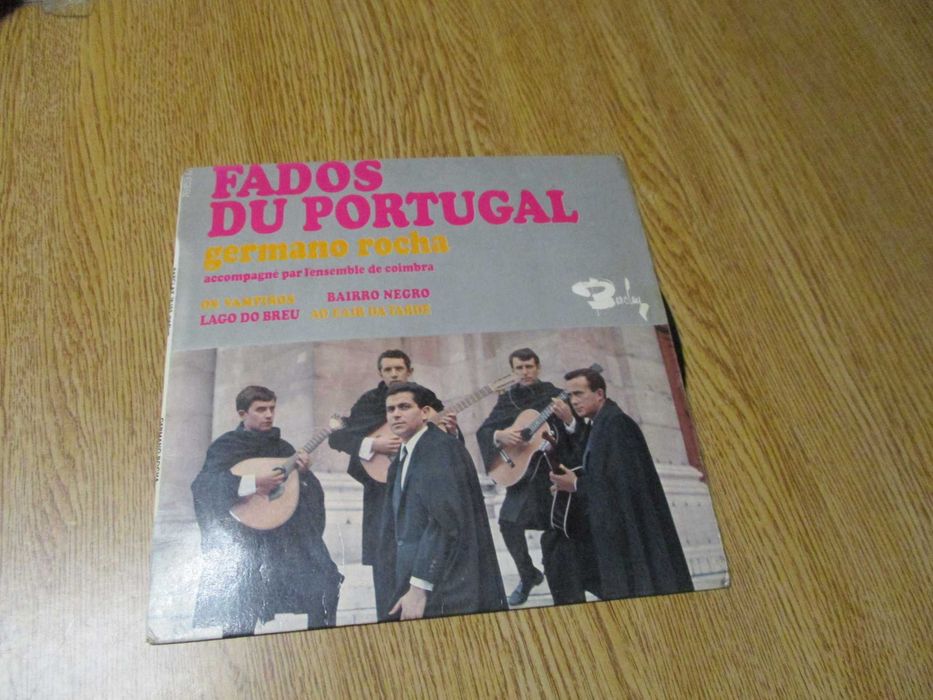 FADOS
DU PORTUGAL
germano rocha
accompagné par l'ensemble de coimbra
OS VAMPIROS BAIRRO NEGRO
LAGO DO BREU AO CAIR DA TARDE
Barclay